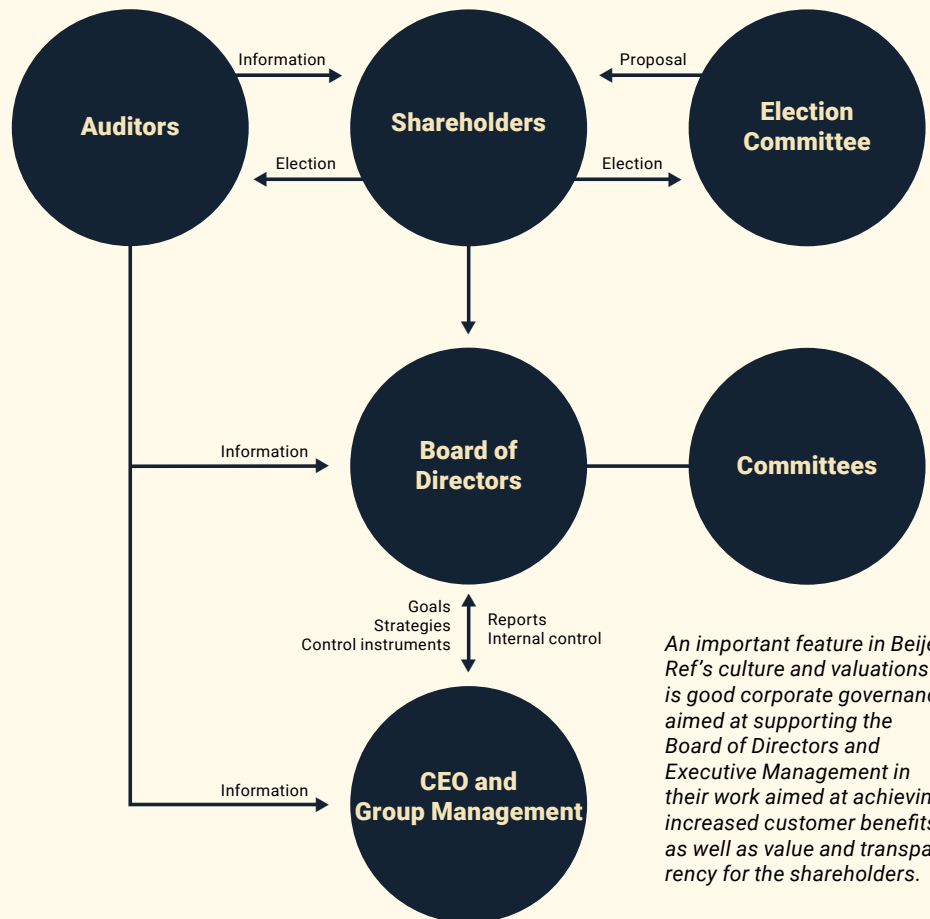 Information
Proposal
Auditors
Shareholders
Election
Committee
Election
Election
Information
Board of
Directors
Committees
Goals
Strategies
Control instruments
Reports
Internal control
Information
CEO and
Group Management
An important feature in Beije
Ref's culture and valuations
is good corporate governanc
aimed at supporting the
Board of Directors and
Executive Management in
their work aimed at achievin
increased customer benefits
as well as value and transpa
rency for the shareholders.